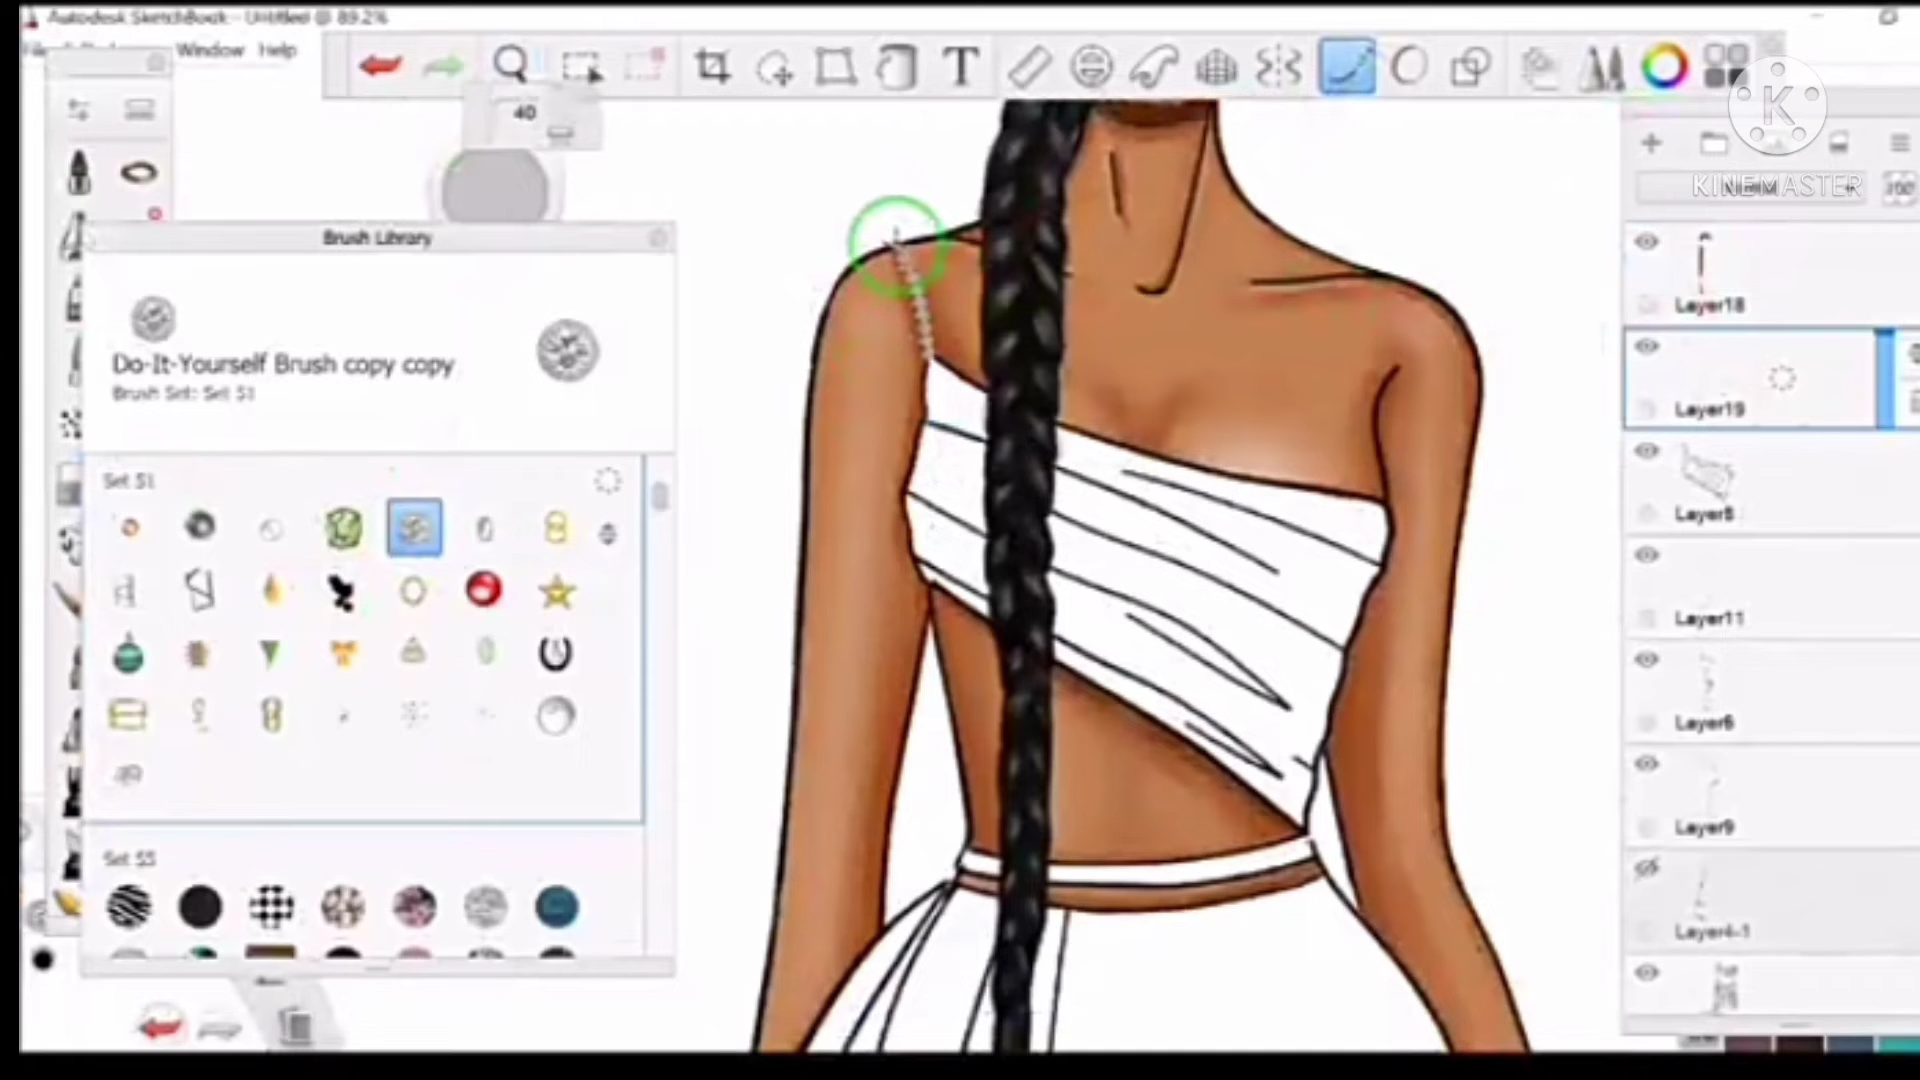 Autodesk SketchBook - Untitled @ 89.2%
Window Help
T
40
K
KINEMASTER
Brush Library
Do-It-Yourself Brush copy copy
Brush Set: Set 51
Set 51
Set 55
Layer18
Layer19
Layer8
Layer11
Layer6
Layer9
Layer4-1